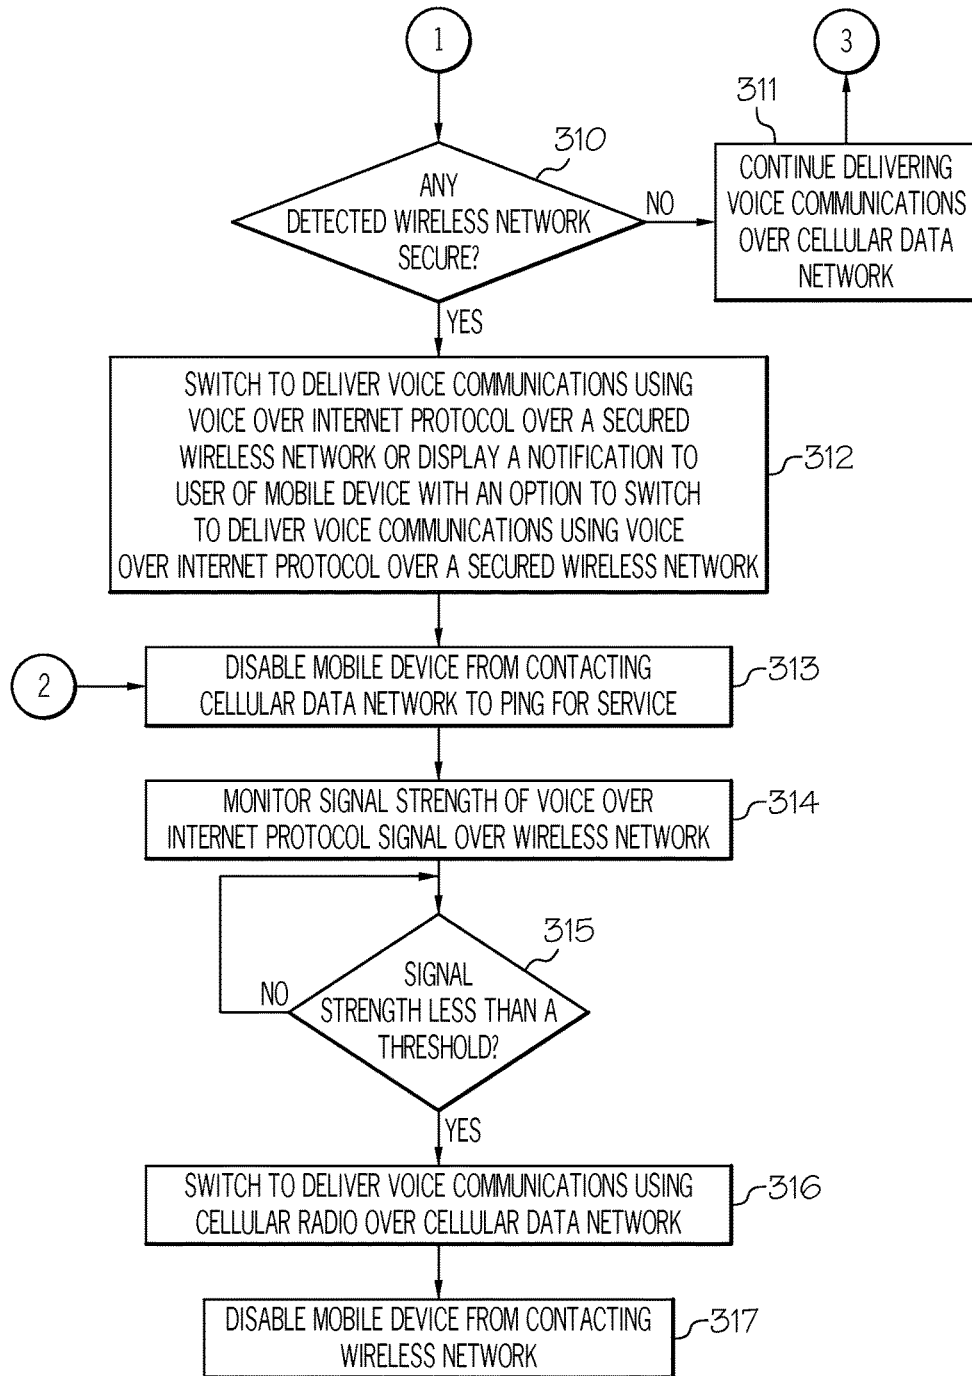 1
3
311
310
ANY
DETECTED WIRELESS NETWORK
SECURE?
NO
CONTINUE DELIVERING
VOICE COMMUNICATIONS
OVER CELLULAR DATA
NETWORK
YES
SWITCH TO DELIVER VOICE COMMUNICATIONS USING
VOICE OVER INTERNET PROTOCOL OVER A SECURED
WIRELESS NETWORK OR DISPLAY A NOTIFICATION TO
USER OF MOBILE DEVICE WITH AN OPTION TO SWITCH
TO DELIVER VOICE COMMUNICATIONS USING VOICE
OVER INTERNET PROTOCOL OVER A SECURED WIRELESS NETWORK
312
2
DISABLE MOBILE DEVICE FROM CONTACTING
CELLULAR DATA NETWORK TO PING FOR SERVICE
313
MONITOR SIGNAL STRENGTH OF VOICE OVER
INTERNET PROTOCOL SIGNAL OVER WIRELESS NETWORK
314
315
NO
SIGNAL
STRENGTH LESS THAN A
THRESHOLD?
YES
SWITCH TO DELIVER VOICE COMMUNICATIONS USING
CELLULAR RADIO OVER CELLULAR DATA NETWORK
316
DISABLE MOBILE DEVICE FROM CONTACTING
WIRELESS NETWORK
317